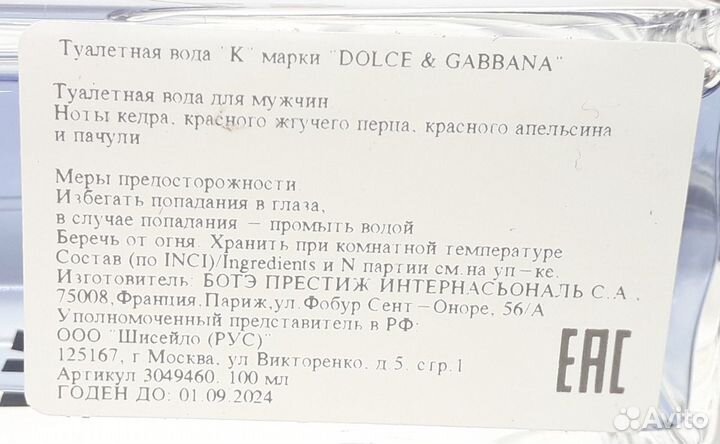 Туалетная вода "К" марки "DOLCE & GABBANA"
Туалетная вода для мужчин
Ноты кедра, красного жгучего перца, красного апельсина
и пачули
Меры предосторожности
Избегать попадания в глаза,
в случае попадания – промыть водой
Беречь от огня. Хранить при комнатной температуре
Состав (по INCI)/Ingredients и N партии см.на уп-ке.
Изготовитель: БОТЭ ПРЕСТИЖ ИНТЕРНАСЬОНАЛЬ С.А.,
75008,Франция,Париж,ул.Фобур Сент-Оноре, 56/А
Уполномоченный представитель в РФ:
ООО "Шисейдо (РУС)"
125167, г Москва, ул Викторенко, д 5, стр.1
Артикул 3049460. 100 мл
ГОДЕН ДО: 01.09.2024
EAC
Avito